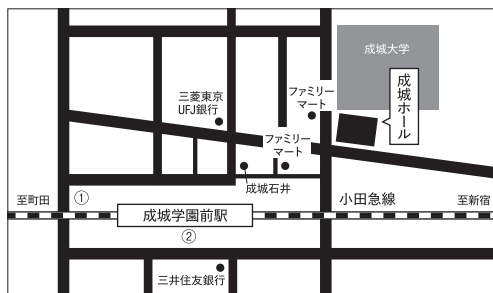 成城大学
ファミリー
マート
成城ホール
三菱東京
UFJ銀行
ファミリー
マート
成城石井
①
至町田
小田急線
至新宿
成城学園前駅
②
三井住友銀行